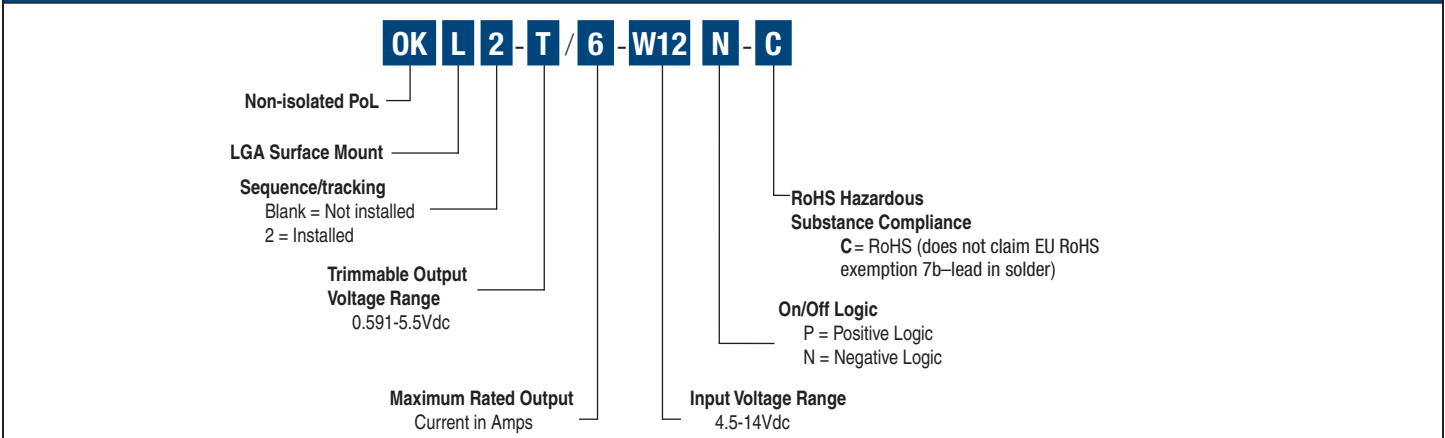 OK L 2 - T / 6 - W12 N - C
Non-isolated PoL
LGA Surface Mount
Sequence/tracking
Blank = Not installed
2 = Installed
Trimmable Output
Voltage Range
0.591-5.5Vdc
Maximum Rated Output
Current in Amps
RoHS Hazardous
Substance Compliance
C = RoHS (does not claim EU RoHS
exemption 7b–lead in solder)
On/Off Logic
P = Positive Logic
N = Negative Logic
Input Voltage Range
4.5-14Vdc